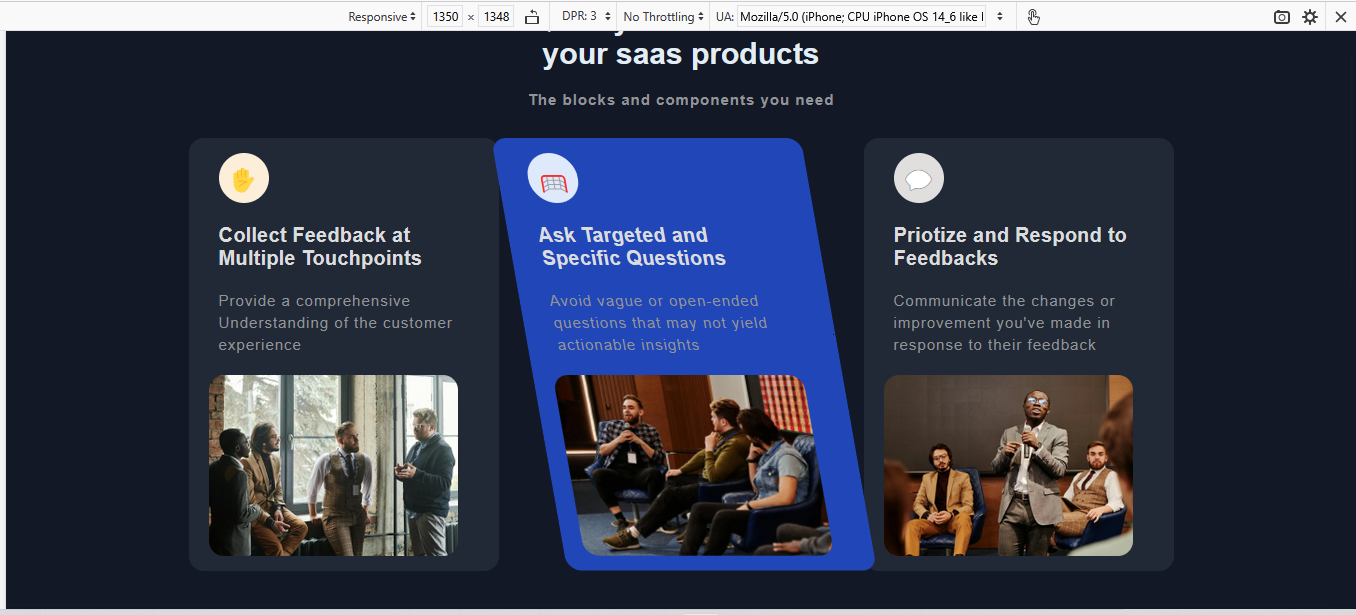 Responsive
1350 × 1348
DPR: 3
No Throttling
UA: Mozilla/5.0 (iPhone; CPU iPhone OS 14_6 like
your saas products
The blocks and components you need
Collect Feedback at
Multiple Touchpoints
Provide a comprehensive
Understanding of the customer
experience
Ask Targeted and
Specific Questions
Avoid vague or open-ended
questions that may not yield
actionable insights
Priotize and Respond to
Feedbacks
Communicate the changes or
improvement you've made in
response to their feedback